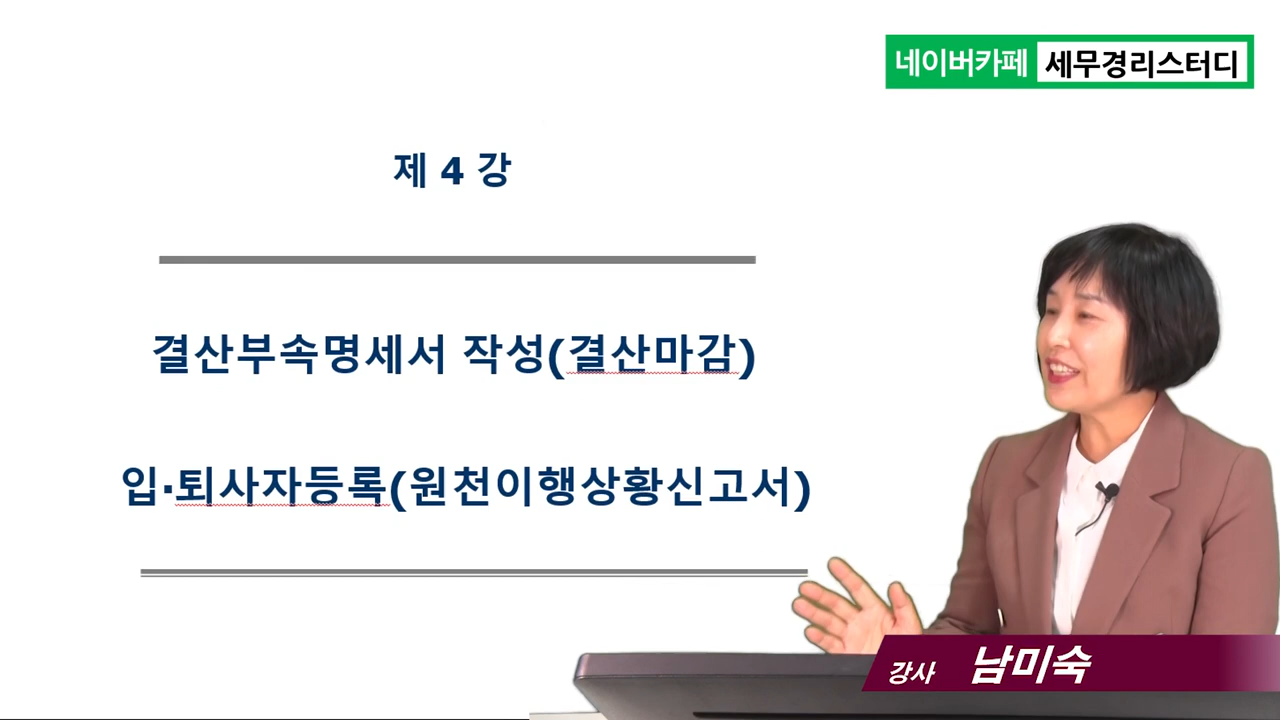 네이버카페 세무경리스터디
제 4 강
결산부속명세서 작성(결산마감)
입·퇴사자등록(원천이행상황신고서)
강사 남미숙